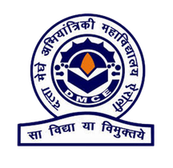 दत्ता मेघे अभियांत्रिकी महाविद्यालय ऐरोली
DMCE
सा विद्या या विमुक्तये